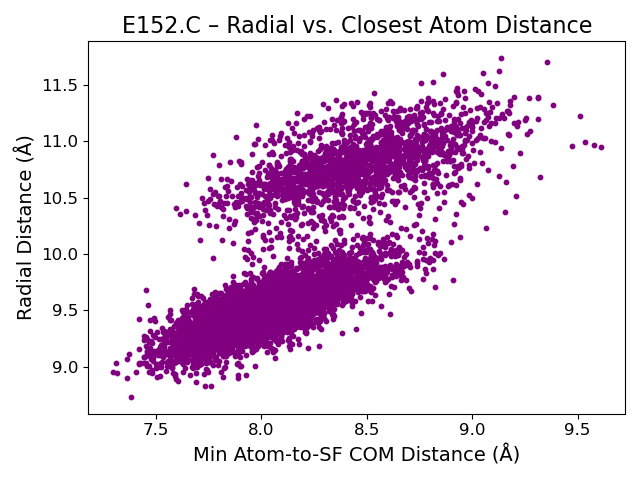 E152.C – Radial vs. Closest Atom Distance
Radial Distance (Å)
11.5
11.0
10.5
10.0
9.5
9.0
7.5 8.0 8.5 9.0 9.5
Min Atom-to-SF COM Distance (Å)